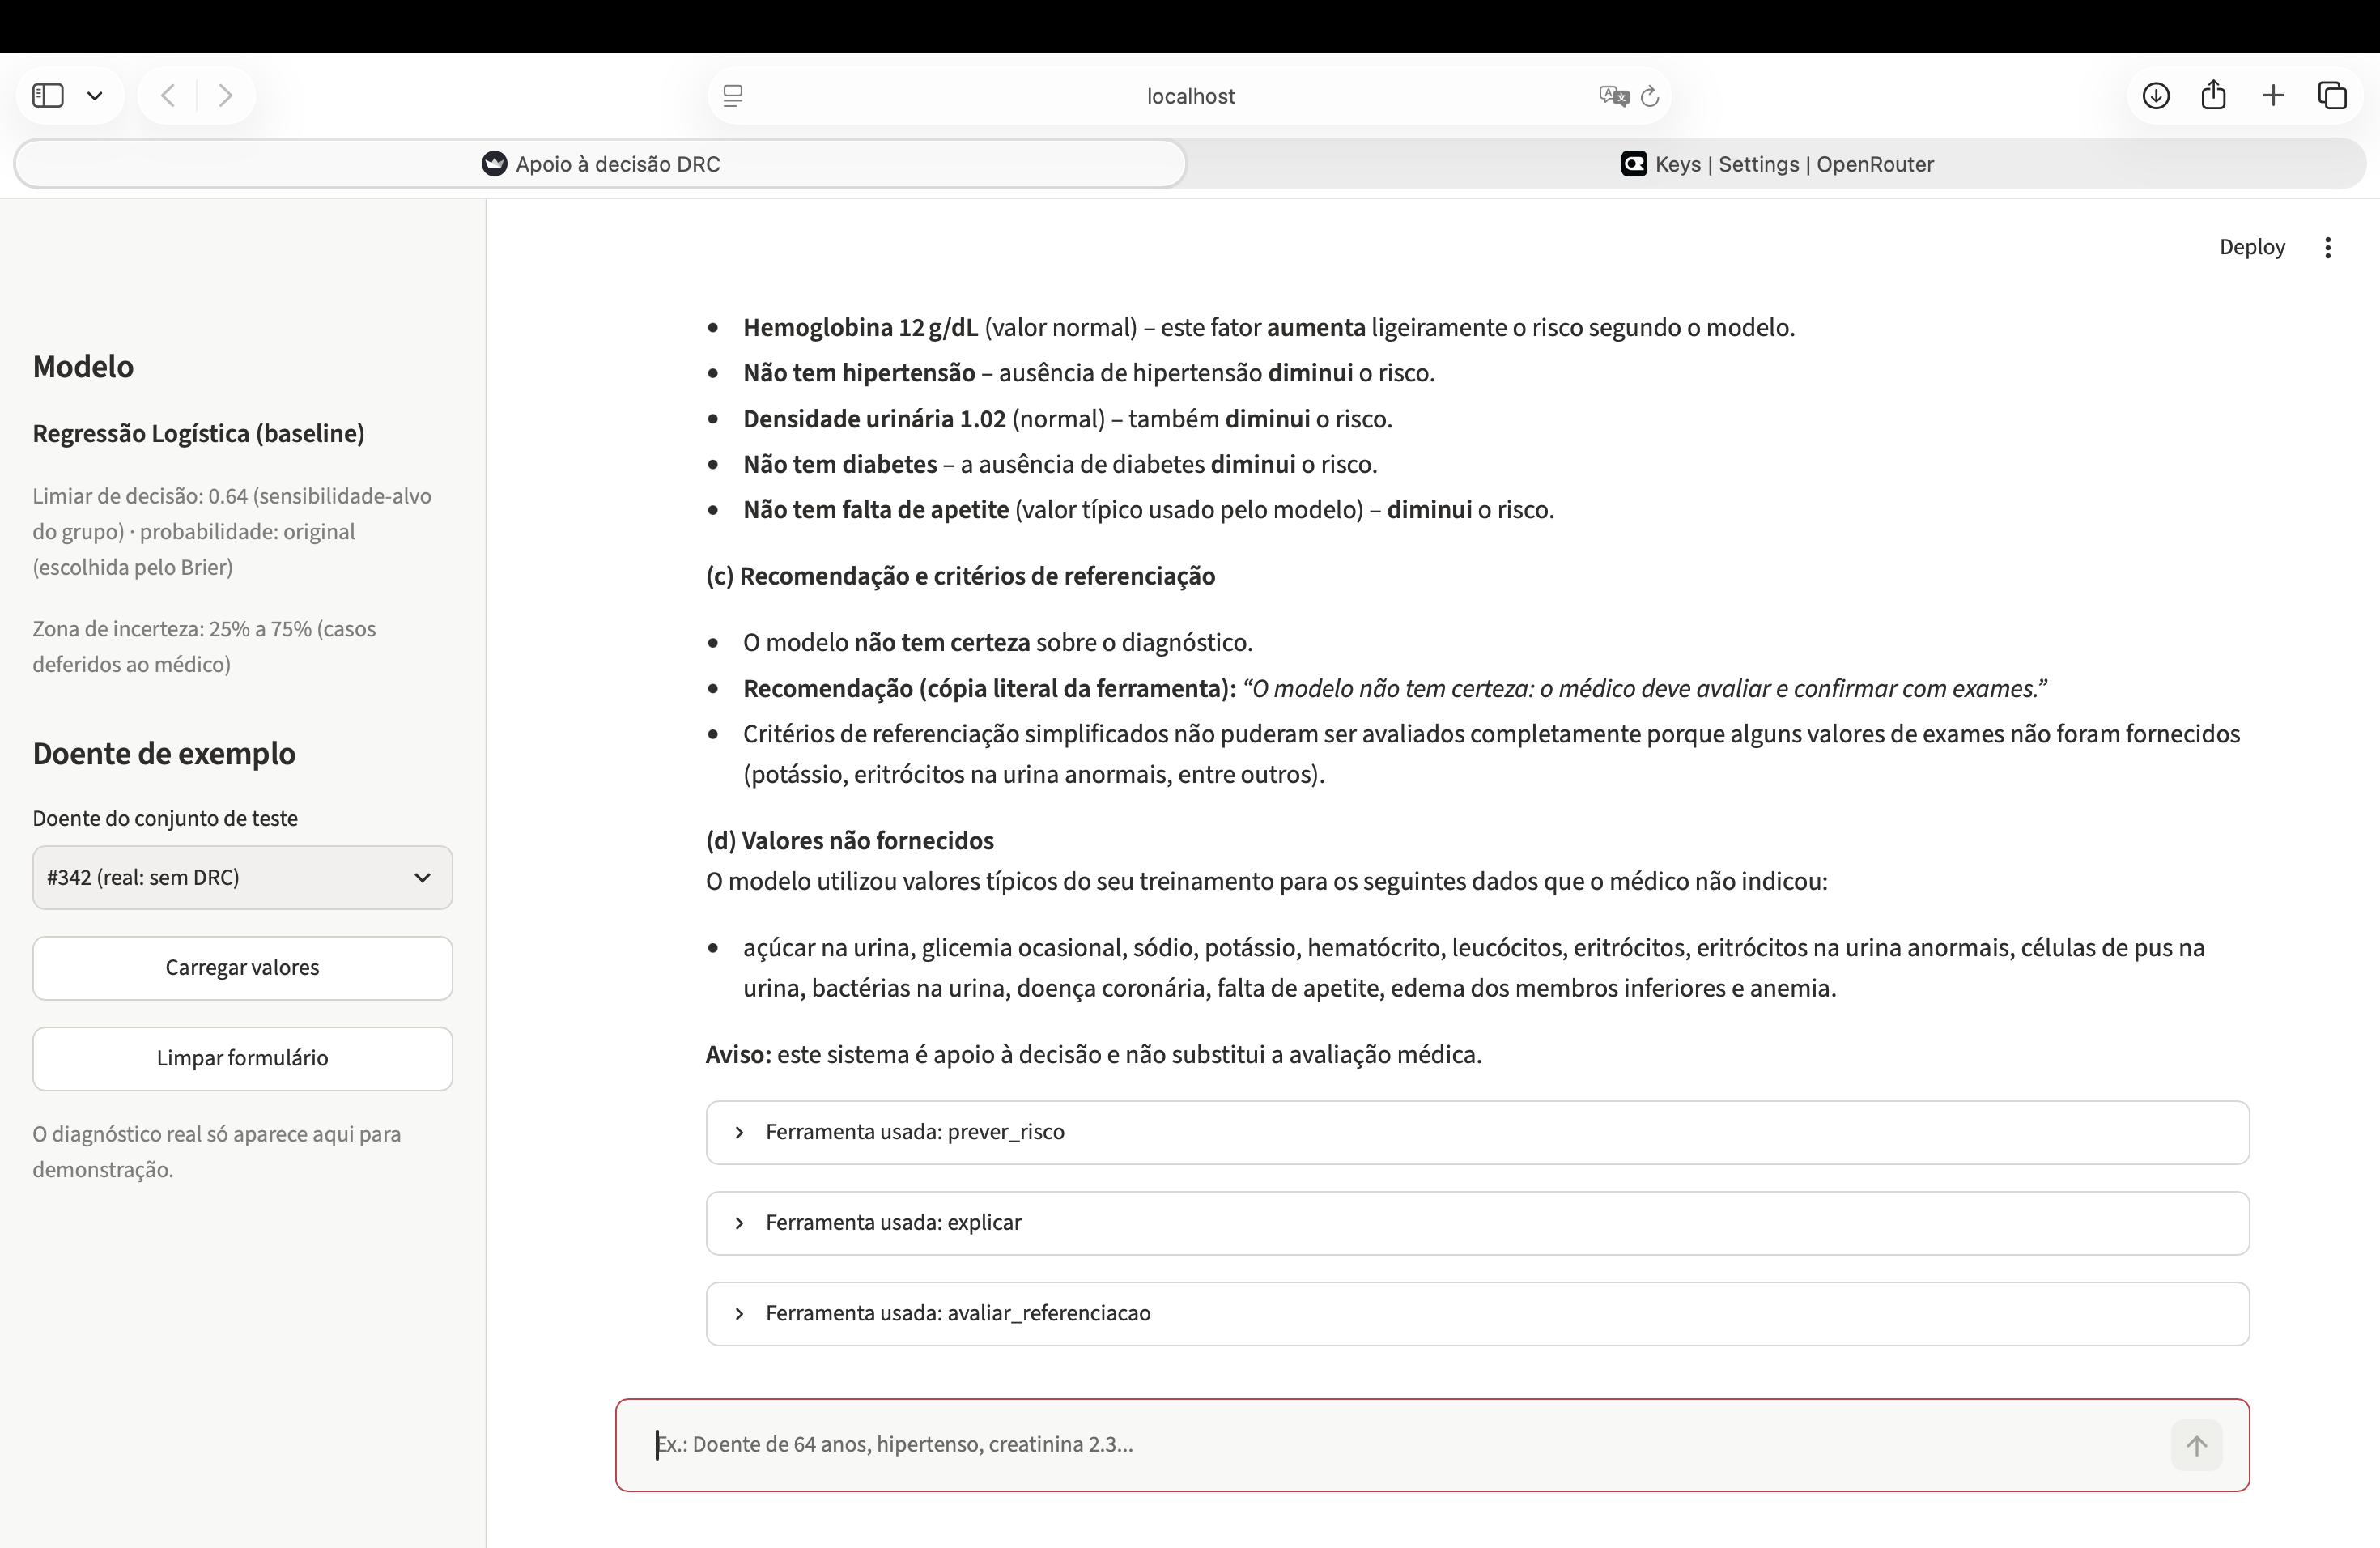 localhost
Apoio à decisão DRC
Keys | Settings | OpenRouter
Deploy
Modelo
Regressão Logística (baseline)
Limiar de decisão: 0.64 (sensibilidade-alvo
do grupo) · probabilidade: original
(escolhida pelo Brier)
Zona de incerteza: 25% a 75% (casos
deferidos ao médico)
Doente de exemplo
Doente do conjunto de teste
#342 (real: sem DRC)
Carregar valores
Limpar formulário
O diagnóstico real só aparece aqui para
demonstração.
• Hemoglobina 12 g/dL (valor normal) – este fator aumenta ligeiramente o risco segundo o modelo.
• Não tem hipertensão – ausência de hipertensão diminui o risco.
• Densidade urinária 1.02 (normal) – também diminui o risco.
• Não tem diabetes – a ausência de diabetes diminui o risco.
• Não tem falta de apetite (valor típico usado pelo modelo) – diminui o risco.
(c) Recomendação e critérios de referenciação
• O modelo não tem certeza sobre o diagnóstico.
• Recomendação (cópia literal da ferramenta): “O modelo não tem certeza: o médico deve avaliar e confirmar com exames.”
• Critérios de referenciação simplificados não puderam ser avaliados completamente porque alguns valores de exames não foram fornecidos
(potássio, eritrócitos na urina anormais, entre outros).
(d) Valores não fornecidos
O modelo utilizou valores típicos do seu treinamento para os seguintes dados que o médico não indicou:
• açúcar na urina, glicemia ocasional, sódio, potássio, hematócrito, leucócitos, eritrócitos, eritrócitos na urina anormais, células de pus na
urina, bactérias na urina, doença coronária, falta de apetite, edema dos membros inferiores e anemia.
Aviso: este sistema é apoio à decisão e não substitui a avaliação médica.
Ferramenta usada: prever_risco
Ferramenta usada: explicar
Ferramenta usada: avaliar_referenciacao
Ex.: Doente de 64 anos, hipertenso, creatinina 2.3...